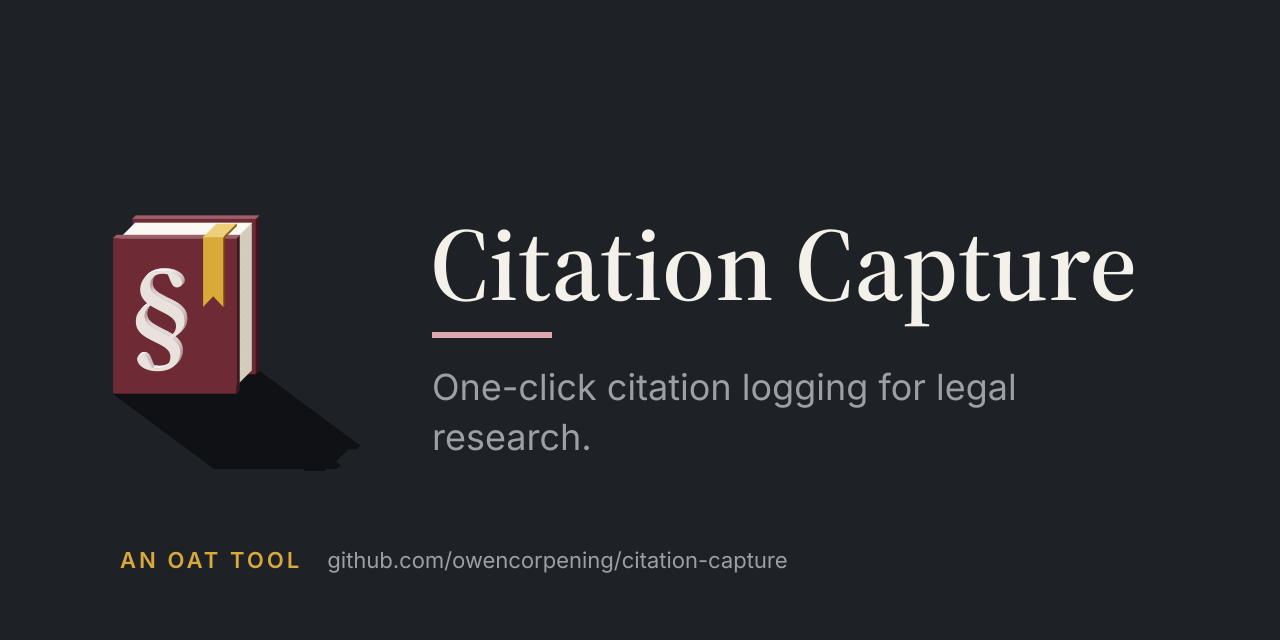 §
Citation Capture
One-click citation logging for legal
research.
AN OAT TOOL github.com/owencorpening/citation-capture